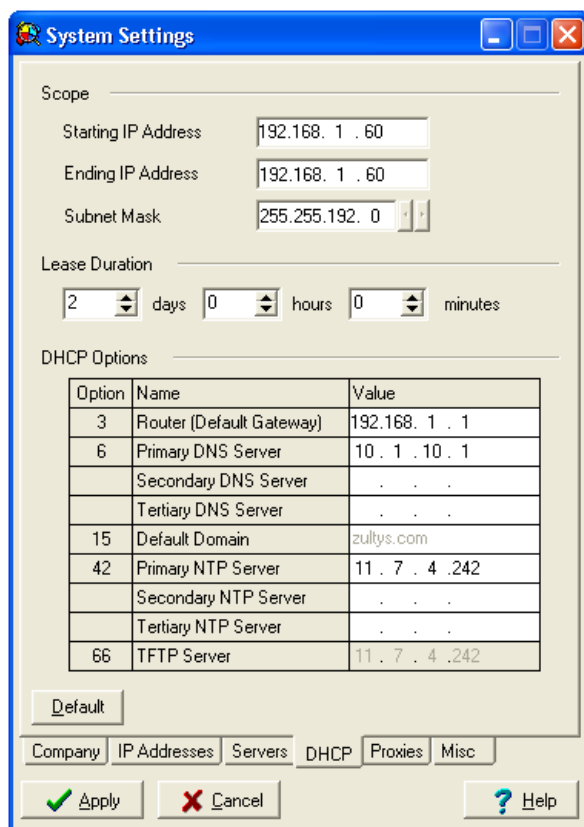 System Settings
Scope
Starting IP Address 192.168. 1 . 60
Ending IP Address 192.168. 1 . 60
Subnet Mask 255.255.192. 0
Lease Duration
2 days 0 hours 0 minutes
DHCP Options
Option Name Value
3 Router (Default Gateway) 192.168. 1 . 1
6 Primary DNS Server 10 . 1 . 10 . 1
Secondary DNS Server . . .
Tertiary DNS Server . . .
15 Default Domain zultys.com
42 Primary NTP Server 11 . 7 . 4 .242
Secondary NTP Server . . .
Tertiary NTP Server . . .
66 TFTP Server 11 . 7 . 4 .242
Default
Company IP Addresses Servers DHCP Proxies Misc
Apply Cancel ? Help